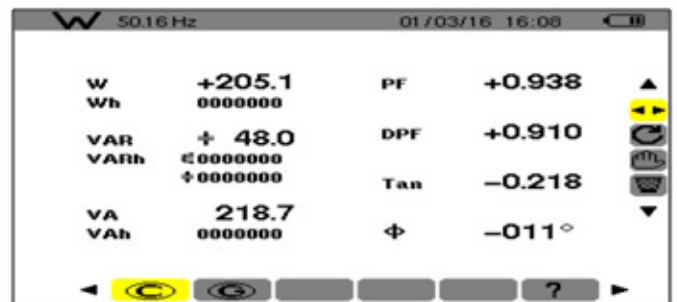 W 50.16 Hz 01/03/16 16:08
W +205.1 PF +0.938
Wh 0000000
VAR 48.0 DPF +0.910
VARh 0000000
0000000 Tan -0.218
VA 218.7
VAh 0000000 Φ -011°
C G ?